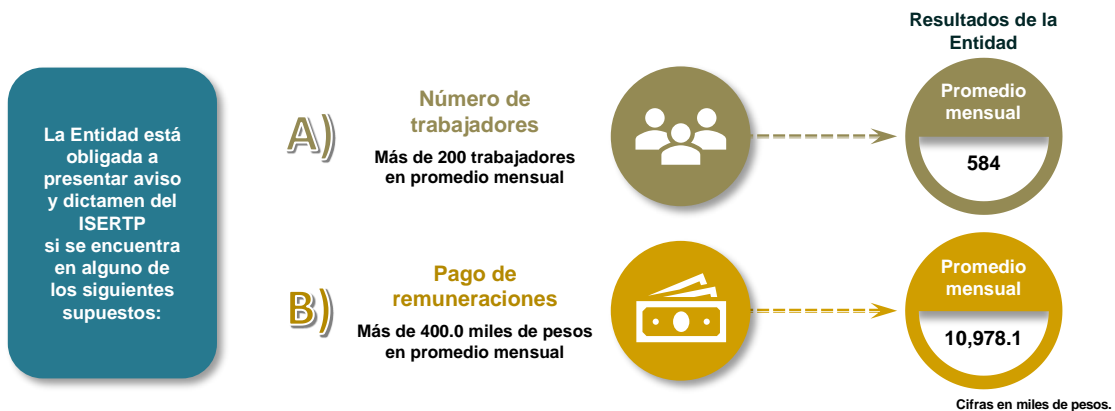 La Entidad está
obligada a
presentar aviso
y dictamen del
ISERTP
si se encuentra
en alguno de
los siguientes
supuestos:
A)
Número de
trabajadores
Más de 200 trabajadores
en promedio mensual
Resultados de la
Entidad
Promedio
mensual
584
B)
Pago de
remuneraciones
Más de 400.0 miles de pesos
en promedio mensual
Promedio
mensual
10,978.1
Cifras en miles de pesos.